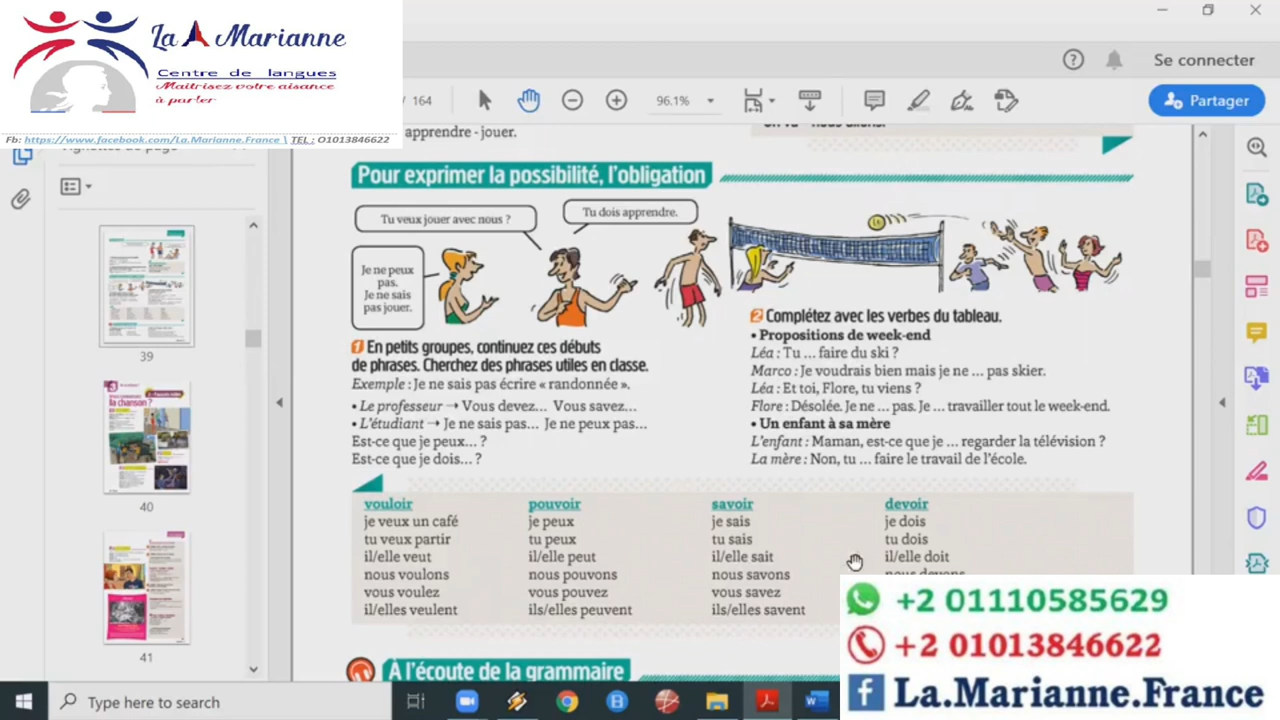 La Marianne
Centre de langues
Maitrisez votre aisance
à parler
Fb: https://www.facebook.com/La.Marianne.France \ TEL : O1013846622
Se connecter
/ 164
96.1%
Partager
apprendre - jouer.
Pour exprimer la possibilité, l'obligation
Tu veux jouer avec nous ?
Tu dois apprendre.
Je ne peux
pas.
Je ne sais
pas jouer.
1 En petits groupes, continuez ces débuts
de phrases. Cherchez des phrases utiles en classe.
Exemple : Je ne sais pas écrire « randonnée ».
• Le professeur → Vous devez... Vous savez...
• L'étudiant → Je ne sais pas... Je ne peux pas...
Est-ce que je peux... ?
Est-ce que je dois... ?
2 Complétez avec les verbes du tableau.
• Propositions de week-end
Léa : Tu ... faire du ski ?
Marco : Je voudrais bien mais je ne ... pas skier.
Léa : Et toi, Flore, tu viens ?
Flore : Désolée. Je ne ... pas. Je ... travailler tout le week-end.
• Un enfant à sa mère
L'enfant : Maman, est-ce que je ... regarder la télévision ?
La mère : Non, tu ... faire le travail de l'école.
vouloir
je veux un café
tu veux partir
il/elle veut
nous voulons
vous voulez
il/elles veulent
pouvoir
je peux
tu peux
il/elle peut
nous pouvons
vous pouvez
ils/elles peuvent
savoir
je sais
tu sais
il/elle sait
nous savons
vous savez
ils/elles savent
devoir
je dois
tu dois
il/elle doit
nous devons
À l'écoute de la grammaire
39
40
41
+2 01110585629
+2 01013846622
La.Marianne.France
Type here to search